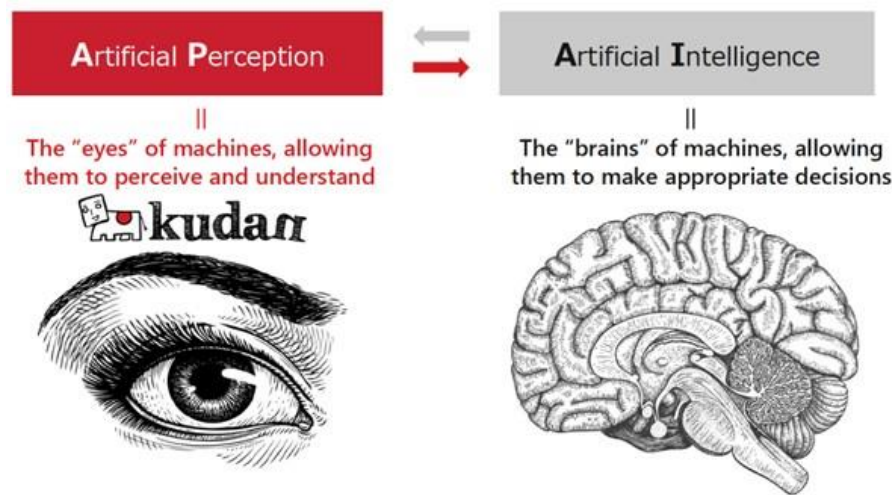 Artificial Perception
Artificial Intelligence
||
The "eyes" of machines, allowing
them to perceive and understand
kudan
||
The "brains" of machines, allowing
them to make appropriate decisions